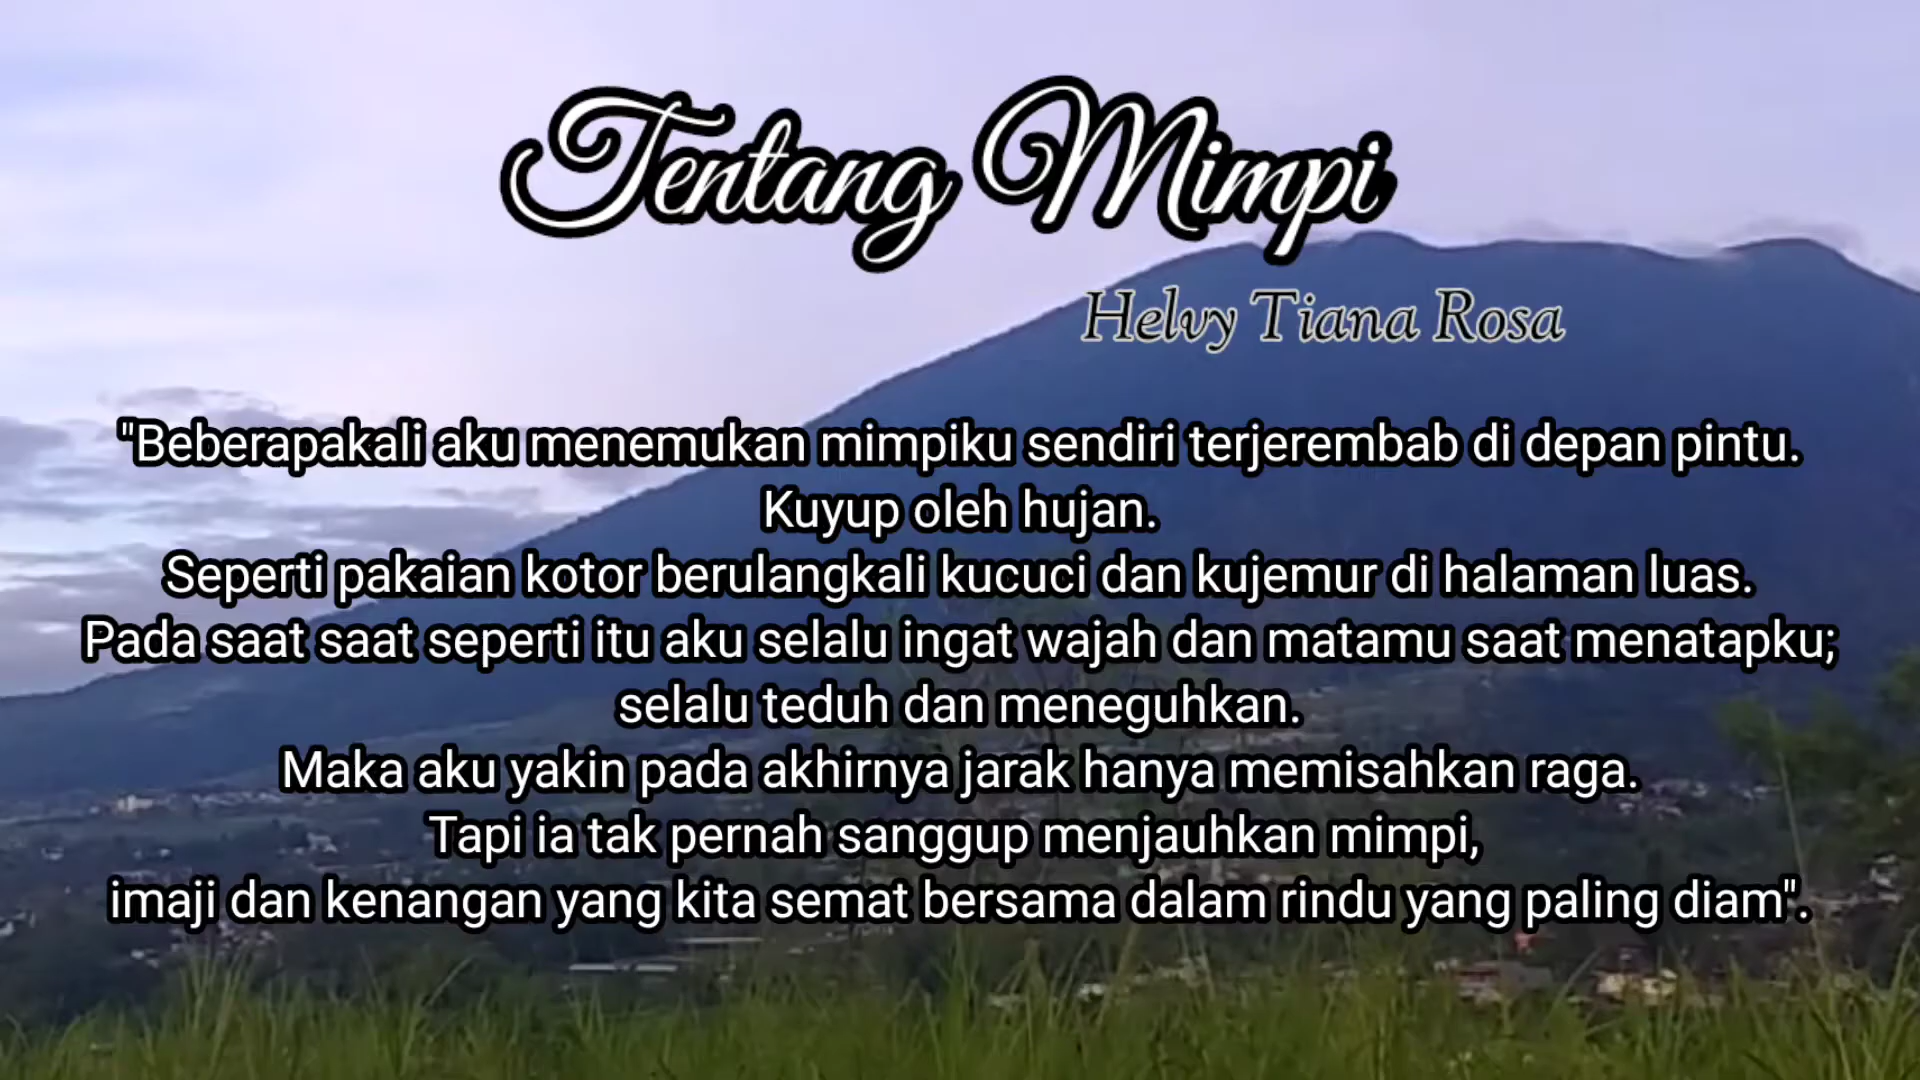 Tentang Mimpi
Helvy Tiana Rosa
"Beberapakali aku menemukan mimpiku sendiri terjerembab di depan pintu.
Kuyup oleh hujan.
Seperti pakaian kotor berulangkali kucuci dan kujemur di halaman luas.
Pada saat saat seperti itu aku selalu ingat wajah dan matamu saat menatapku;
selalu teduh dan meneguhkan.
Maka aku yakin pada akhirnya jarak hanya memisahkan raga.
Tapi ia tak pernah sanggup menjauhkan mimpi,
imaji dan kenangan yang kita semat bersama dalam rindu yang paling diam".